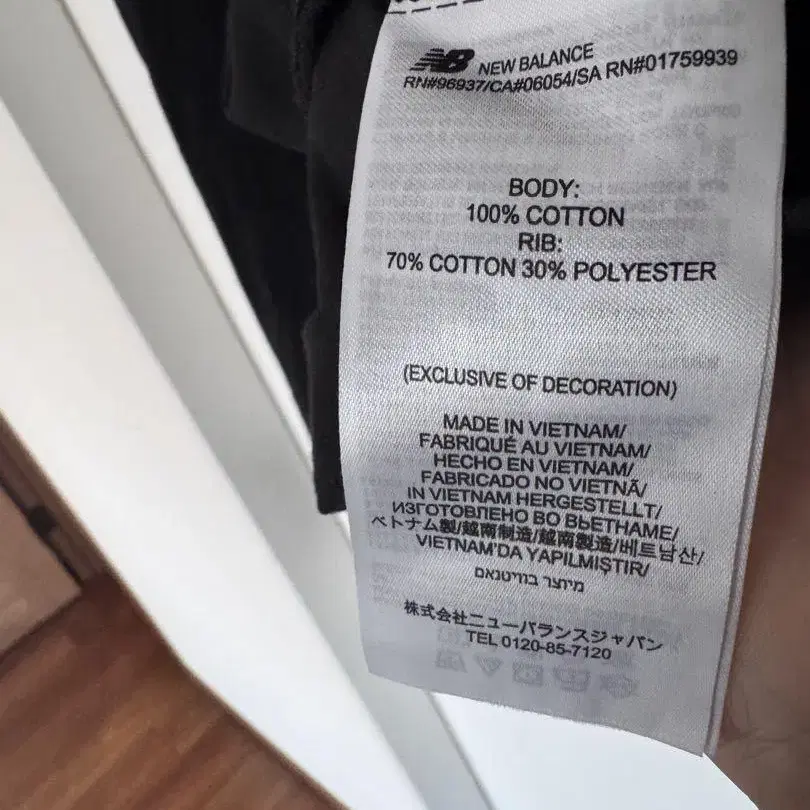 NB NEW BALANCE
RN#96937/CA#06054/SA RN#01759939
BODY:
100% COTTON
RIB:
70% COTTON 30% POLYESTER
(EXCLUSIVE OF DECORATION)
MADE IN VIETNAM/
FABRIQUÉ AU VIETNAM/
HECHO EN VIETNAM/
FABRICADO NO VIETNÃ/
IN VIETNAM HERGESTELLT/
ИЗГОТОВЛЕНО ВО ВЬЕТНАМЕ/
ベトナム製/越南制造/越南製造/베트남산/
VIETNAM'DA YAPILMIŞTIR/
מיוצר בווייטנאם
株式会社ニューバランスジャパン
TEL 0120-85-7120